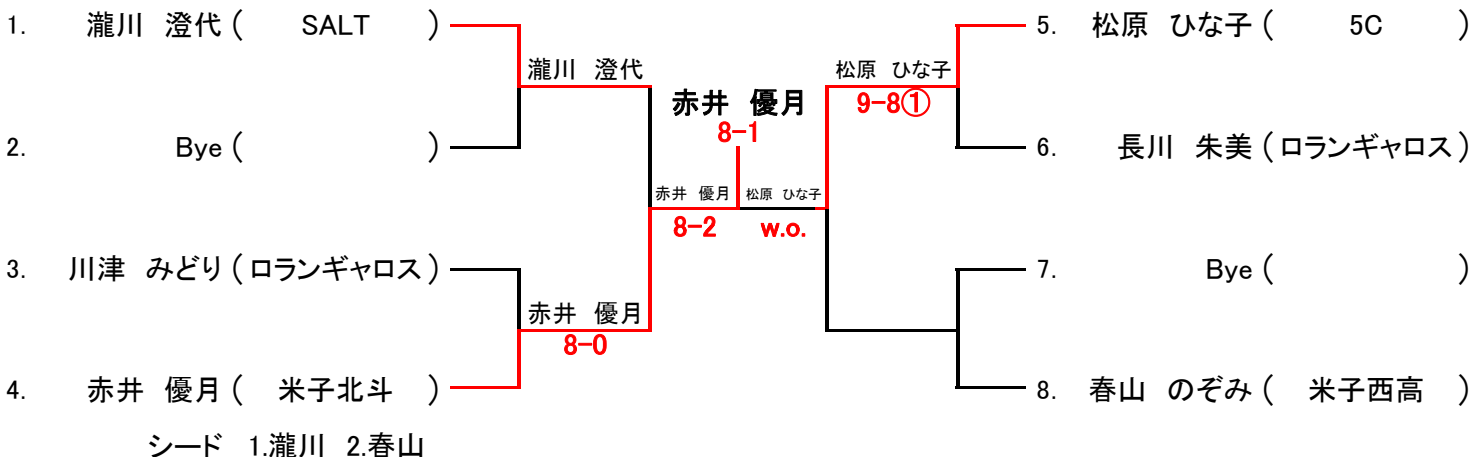 1. 瀧川 澄代 ( SALT )
瀧川 澄代
2. Bye ( )
3. 川津 みどり ( ロランギャロス )
赤井 優月
8-0
4. 赤井 優月 ( 米子北斗 )
シード 1.瀧川 2.春山
赤井 優月
8-1
赤井 優月
8-2
松原 ひな子
w.o.
5. 松原 ひな子 ( 5C )
松原 ひな子
9-8①
6. 長川 朱美 ( ロランギャロス )
7. Bye ( )
8. 春山 のぞみ ( 米子西高 )